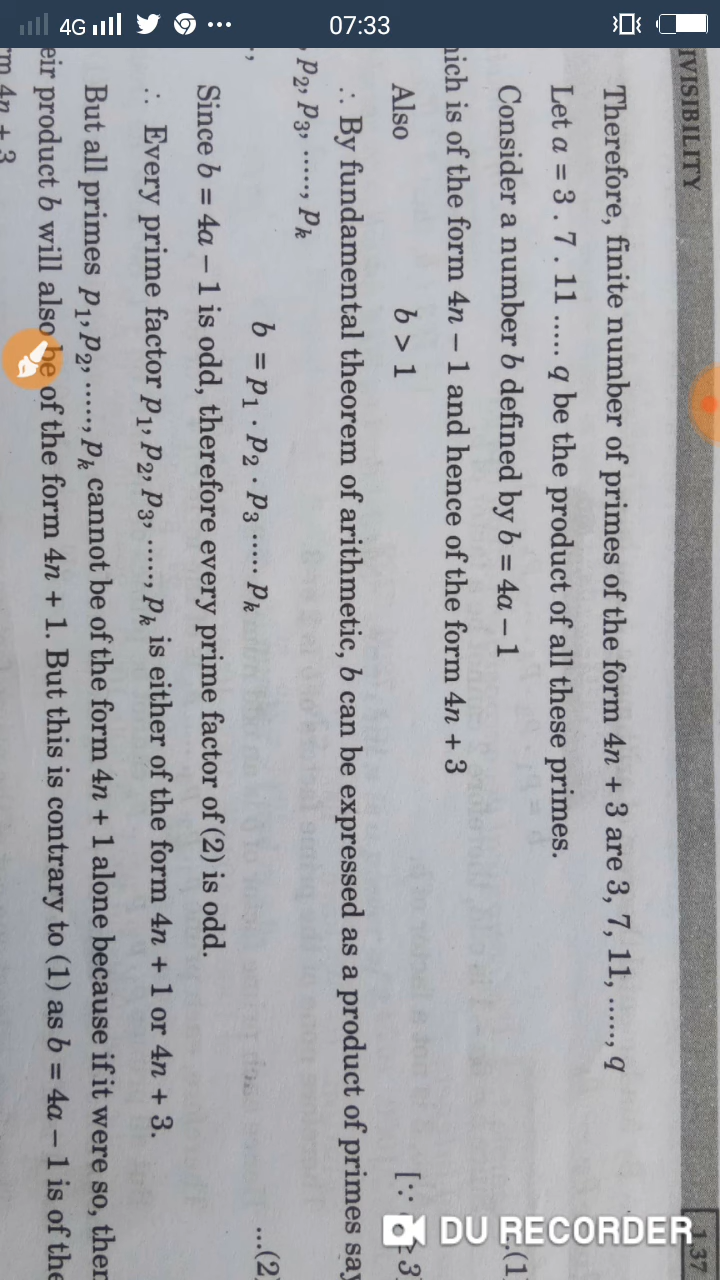 4G 07:33
IVISIBILITY 137
Therefore, finite number of primes of the form 4n + 3 are 3, 7, 11, ....., q
Let a = 3 . 7 . 11 ..... q be the product of all these primes.
Consider a number b defined by b = 4a – 1 ...(1
hich is of the form 4n – 1 and hence of the form 4n + 3
Also b > 1 [∵ ≥ 3
∴ By fundamental theorem of arithmetic, b can be expressed as a product of primes say
, p₂, p₃, ......, pₖ
b = p₁ . p₂ . p₃ ..... pₖ ...(2)
Since b = 4a – 1 is odd, therefore every prime factor of (2) is odd.
∴ Every prime factor p₁, p₂, p₃, ......, pₖ is either of the form 4n + 1 or 4n + 3.
But all primes p₁, p₂, ....., pₖ cannot be of the form 4n + 1 alone because if it were so, then
eir product b will also be of the form 4n + 1. But this is contrary to (1) as b = 4a – 1 is of the
rm 4n + 3
DU RECORDER